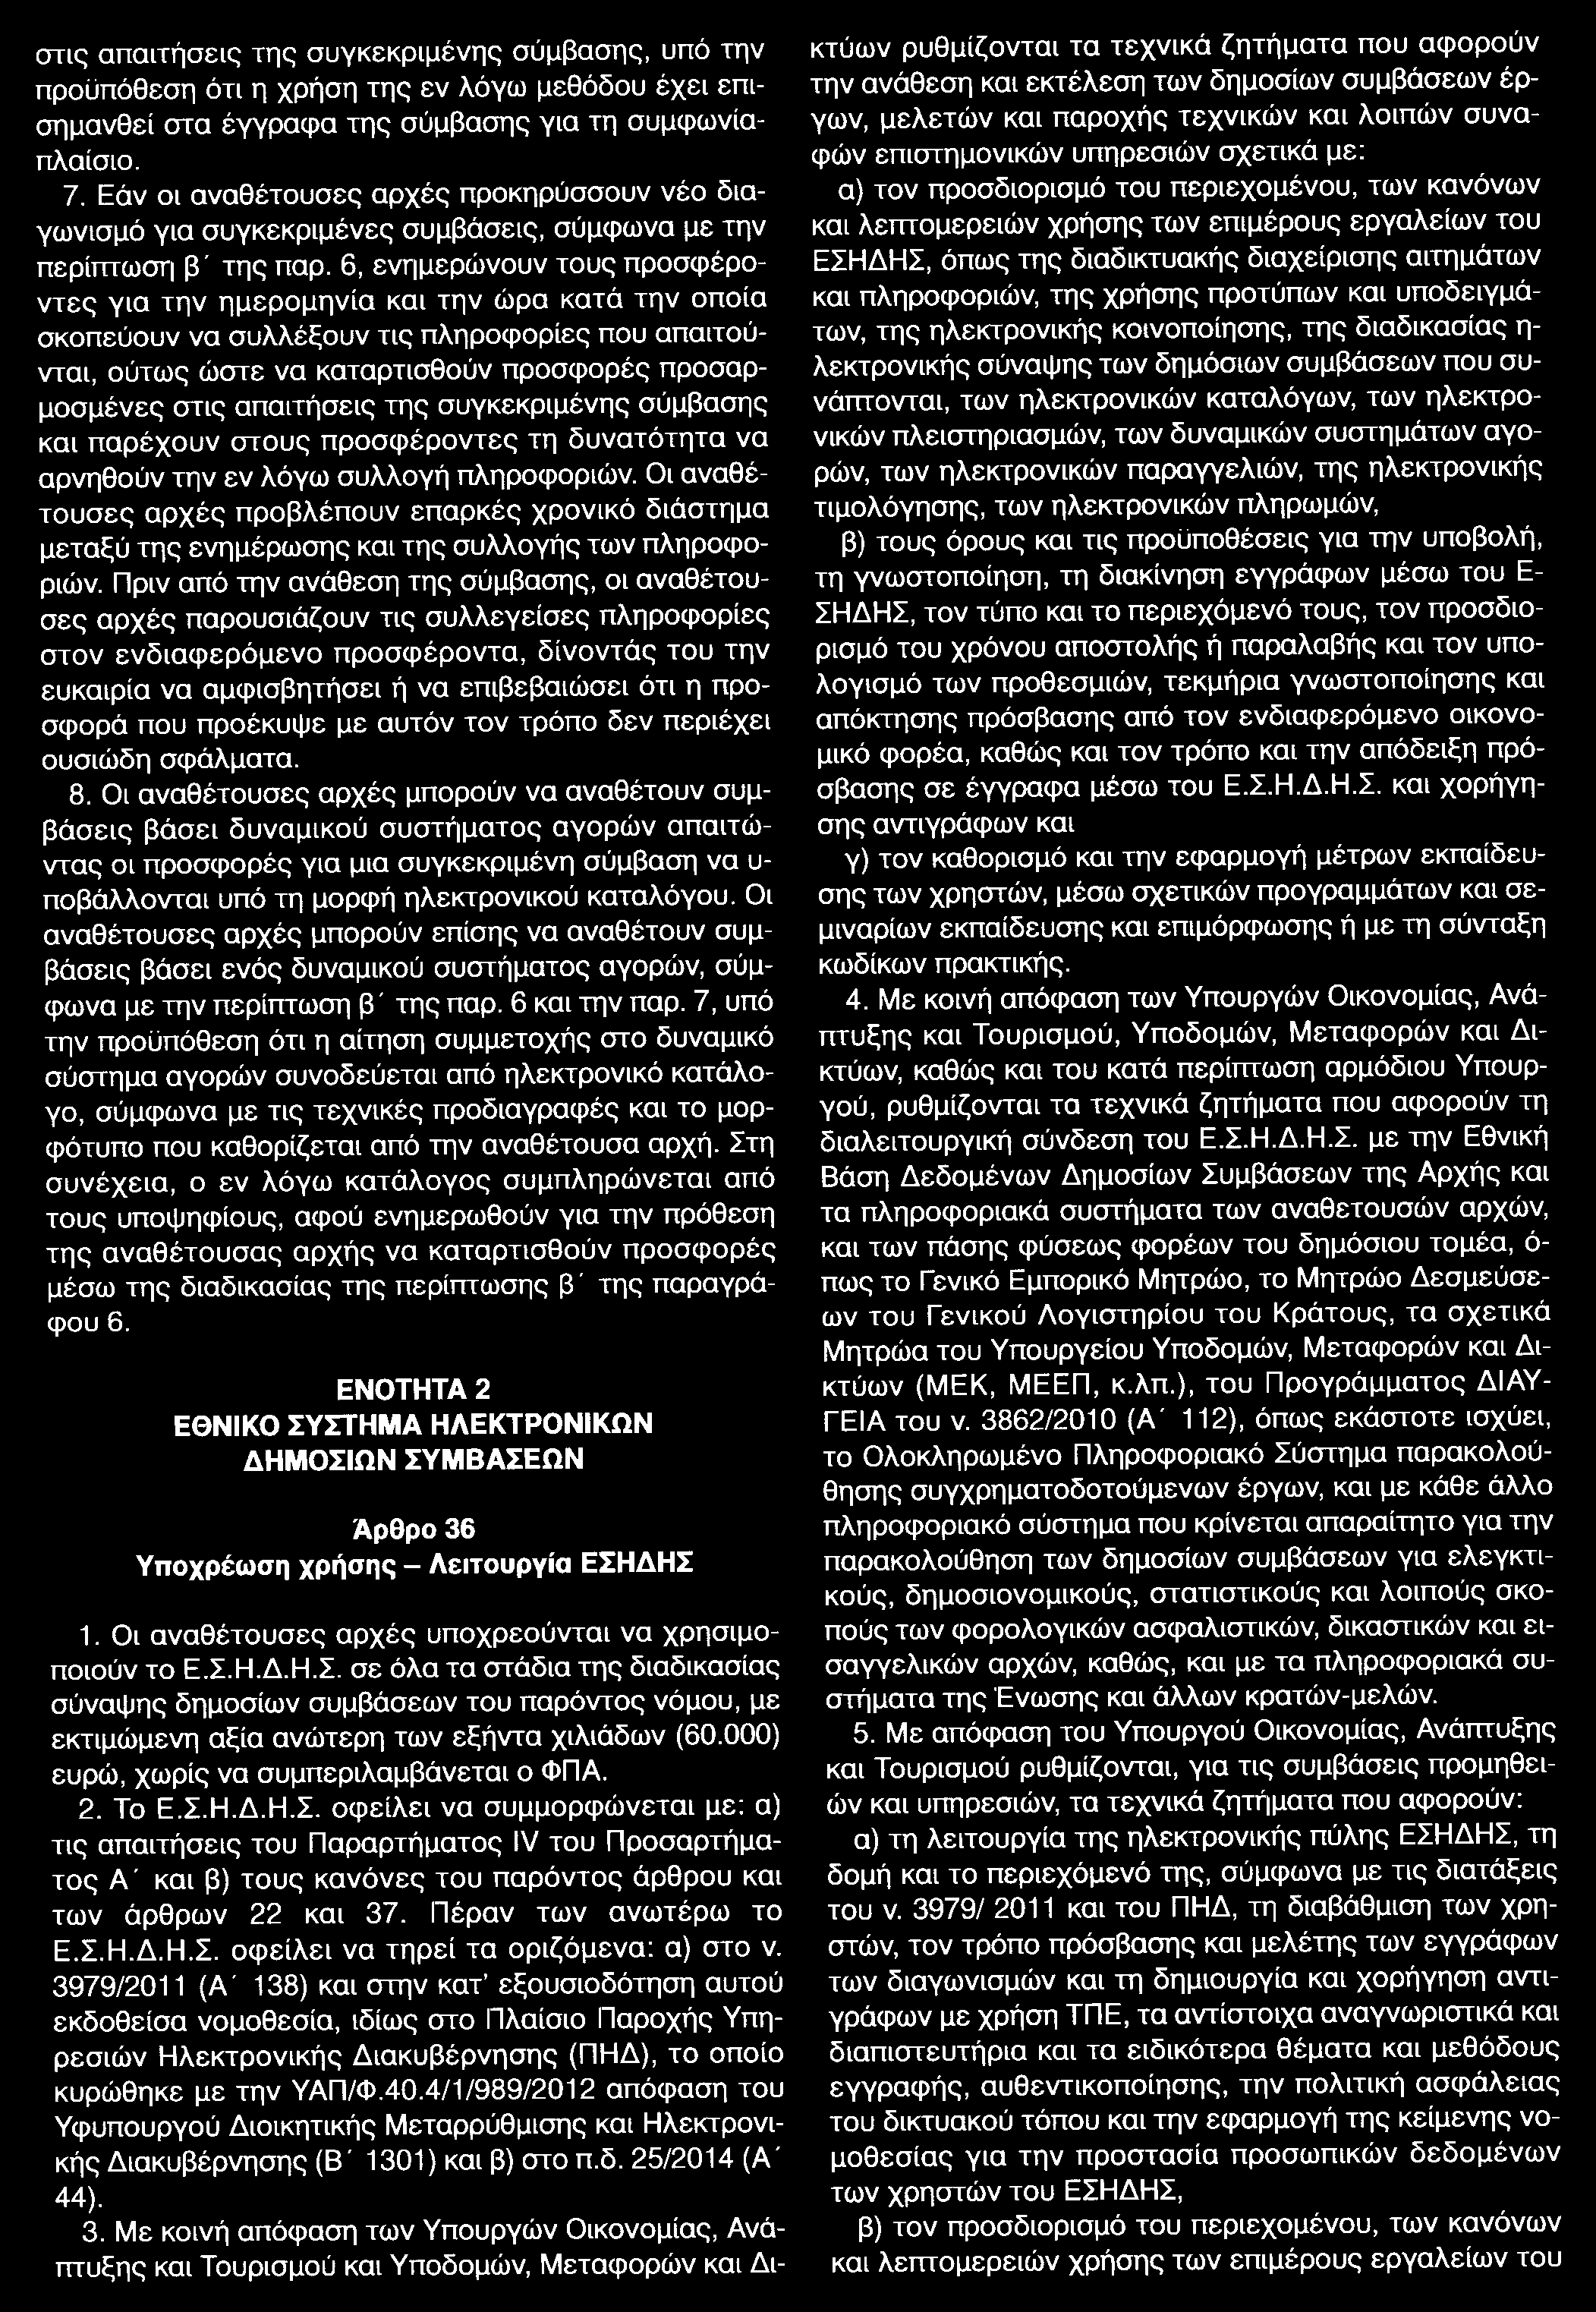 στις απαιτήσεις της συγκεκριμένης σύμβασης, υπό την
προϋπόθεση ότι η χρήση της εν λόγω μεθόδου έχει επι-
σημανθεί στα έγγραφα της σύμβασης για τη συμφωνία-
πλαίσιο.
7. Εάν οι αναθέτουσες αρχές προκηρύσσουν νέο δια-
γωνισμό για συγκεκριμένες συμβάσεις, σύμφωνα με την
περίπτωση β΄ της παρ. 6, ενημερώνουν τους προσφέρο-
ντες για την ημερομηνία και την ώρα κατά την οποία
σκοπεύουν να συλλέξουν τις πληροφορίες που απαιτού-
νται, ούτως ώστε να καταρτισθούν προσφορές προσαρ-
μοσμένες στις απαιτήσεις της συγκεκριμένης σύμβασης
και παρέχουν στους προσφέροντες τη δυνατότητα να
αρνηθούν την εν λόγω συλλογή πληροφοριών. Οι αναθέ-
τουσες αρχές προβλέπουν επαρκές χρονικό διάστημα
μεταξύ της ενημέρωσης και της συλλογής των πληροφο-
ριών. Πριν από την ανάθεση της σύμβασης, οι αναθέτου-
σες αρχές παρουσιάζουν τις συλλεγείσες πληροφορίες
στον ενδιαφερόμενο προσφέροντα, δίνοντάς του την
ευκαιρία να αμφισβητήσει ή να επιβεβαιώσει ότι η προ-
σφορά που προέκυψε με αυτόν τον τρόπο δεν περιέχει
ουσιώδη σφάλματα.
8. Οι αναθέτουσες αρχές μπορούν να αναθέτουν συμ-
βάσεις βάσει δυναμικού συστήματος αγορών απαιτώ-
ντας οι προσφορές για μια συγκεκριμένη σύμβαση να υ-
ποβάλλονται υπό τη μορφή ηλεκτρονικού καταλόγου. Οι
αναθέτουσες αρχές μπορούν επίσης να αναθέτουν συμ-
βάσεις βάσει ενός δυναμικού συστήματος αγορών, σύμ-
φωνα με την περίπτωση β΄ της παρ. 6 και την παρ. 7, υπό
την προϋπόθεση ότι η αίτηση συμμετοχής στο δυναμικό
σύστημα αγορών συνοδεύεται από ηλεκτρονικό κατάλο-
γο, σύμφωνα με τις τεχνικές προδιαγραφές και το μορ-
φότυπο που καθορίζεται από την αναθέτουσα αρχή. Στη
συνέχεια, ο εν λόγω κατάλογος συμπληρώνεται από
τους υποψηφίους, αφού ενημερωθούν για την πρόθεση
της αναθέτουσας αρχής να καταρτισθούν προσφορές
μέσω της διαδικασίας της περίπτωσης β΄ της παραγρά-
φου 6.
ΕΝΟΤΗΤΑ 2
ΕΘΝΙΚΟ ΣΥΣΤΗΜΑ ΗΛΕΚΤΡΟΝΙΚΩΝ
ΔΗΜΟΣΙΩΝ ΣΥΜΒΑΣΕΩΝ
Άρθρο 36
Υποχρέωση χρήσης – Λειτουργία ΕΣΗΔΗΣ
1. Οι αναθέτουσες αρχές υποχρεούνται να χρησιμο-
ποιούν το Ε.Σ.Η.Δ.Η.Σ. σε όλα τα στάδια της διαδικασίας
σύναψης δημοσίων συμβάσεων του παρόντος νόμου, με
εκτιμώμενη αξία ανώτερη των εξήντα χιλιάδων (60.000)
ευρώ, χωρίς να συμπεριλαμβάνεται ο ΦΠΑ.
2. Το Ε.Σ.Η.Δ.Η.Σ. οφείλει να συμμορφώνεται με: α)
τις απαιτήσεις του Παραρτήματος IV του Προσαρτήμα-
τος Α΄ και β) τους κανόνες του παρόντος άρθρου και
των άρθρων 22 και 37. Πέραν των ανωτέρω το
Ε.Σ.Η.Δ.Η.Σ. οφείλει να τηρεί τα οριζόμενα: α) στο ν.
3979/2011 (Α΄ 138) και στην κατ’ εξουσιοδότηση αυτού
εκδοθείσα νομοθεσία, ιδίως στο Πλαίσιο Παροχής Υπη-
ρεσιών Ηλεκτρονικής Διακυβέρνησης (ΠΗΔ), το οποίο
κυρώθηκε με την ΥΑΠ/Φ.40.4/1/989/2012 απόφαση του
Υφυπουργού Διοικητικής Μεταρρύθμισης και Ηλεκτρονι-
κής Διακυβέρνησης (Β΄ 1301) και β) στο π.δ. 25/2014 (Α΄
44).
3. Με κοινή απόφαση των Υπουργών Οικονομίας, Ανά-
πτυξης και Τουρισμού και Υποδομών, Μεταφορών και Δι-
κτύων ρυθμίζονται τα τεχνικά ζητήματα που αφορούν
την ανάθεση και εκτέλεση των δημοσίων συμβάσεων έρ-
γων, μελετών και παροχής τεχνικών και λοιπών συνα-
φών επιστημονικών υπηρεσιών σχετικά με:
α) τον προσδιορισμό του περιεχομένου, των κανόνων
και λεπτομερειών χρήσης των επιμέρους εργαλείων του
ΕΣΗΔΗΣ, όπως της διαδικτυακής διαχείρισης αιτημάτων
και πληροφοριών, της χρήσης προτύπων και υποδειγμά-
των, της ηλεκτρονικής κοινοποίησης, της διαδικασίας η-
λεκτρονικής σύναψης των δημόσιων συμβάσεων που συ-
νάπτονται, των ηλεκτρονικών καταλόγων, των ηλεκτρο-
νικών πλειστηριασμών, των δυναμικών συστημάτων αγο-
ρών, των ηλεκτρονικών παραγγελιών, της ηλεκτρονικής
τιμολόγησης, των ηλεκτρονικών πληρωμών,
β) τους όρους και τις προϋποθέσεις για την υποβολή,
τη γνωστοποίηση, τη διακίνηση εγγράφων μέσω του Ε-
ΣΗΔΗΣ, τον τύπο και το περιεχόμενό τους, τον προσδιο-
ρισμό του χρόνου αποστολής ή παραλαβής και τον υπο-
λογισμό των προθεσμιών, τεκμήρια γνωστοποίησης και
απόκτησης πρόσβασης από τον ενδιαφερόμενο οικονο-
μικό φορέα, καθώς και τον τρόπο και την απόδειξη πρό-
σβασης σε έγγραφα μέσω του Ε.Σ.Η.Δ.Η.Σ. και χορήγη-
σης αντιγράφων και
γ) τον καθορισμό και την εφαρμογή μέτρων εκπαίδευ-
σης των χρηστών, μέσω σχετικών προγραμμάτων και σε-
μιναρίων εκπαίδευσης και επιμόρφωσης ή με τη σύνταξη
κωδίκων πρακτικής.
4. Με κοινή απόφαση των Υπουργών Οικονομίας, Ανά-
πτυξης και Τουρισμού, Υποδομών, Μεταφορών και Δι-
κτύων, καθώς και του κατά περίπτωση αρμόδιου Υπουρ-
γού, ρυθμίζονται τα τεχνικά ζητήματα που αφορούν τη
διαλειτουργική σύνδεση του Ε.Σ.Η.Δ.Η.Σ. με την Εθνική
Βάση Δεδομένων Δημοσίων Συμβάσεων της Αρχής και
τα πληροφοριακά συστήματα των αναθετουσών αρχών,
και των πάσης φύσεως φορέων του δημόσιου τομέα, ό-
πως το Γενικό Εμπορικό Μητρώο, το Μητρώο Δεσμεύσε-
ων του Γενικού Λογιστηρίου του Κράτους, τα σχετικά
Μητρώα του Υπουργείου Υποδομών, Μεταφορών και Δι-
κτύων (ΜΕΚ, ΜΕΕΠ, κ.λπ.), του Προγράμματος ΔΙΑΥ-
ΓΕΙΑ του ν. 3862/2010 (Α΄ 112), όπως εκάστοτε ισχύει,
το Ολοκληρωμένο Πληροφοριακό Σύστημα παρακολού-
θησης συγχρηματοδοτούμενων έργων, και με κάθε άλλο
πληροφοριακό σύστημα που κρίνεται απαραίτητο για την
παρακολούθηση των δημοσίων συμβάσεων για ελεγκτι-
κούς, δημοσιονομικούς, στατιστικούς και λοιπούς σκο-
πούς των φορολογικών ασφαλιστικών, δικαστικών και ει-
σαγγελικών αρχών, καθώς, και με τα πληροφοριακά συ-
στήματα της Ένωσης και άλλων κρατών-μελών.
5. Με απόφαση του Υπουργού Οικονομίας, Ανάπτυξης
και Τουρισμού ρυθμίζονται, για τις συμβάσεις προμηθει-
ών και υπηρεσιών, τα τεχνικά ζητήματα που αφορούν:
α) τη λειτουργία της ηλεκτρονικής πύλης ΕΣΗΔΗΣ, τη
δομή και το περιεχόμενό της, σύμφωνα με τις διατάξεις
του ν. 3979/ 2011 και του ΠΗΔ, τη διαβάθμιση των χρη-
στών, τον τρόπο πρόσβασης και μελέτης των εγγράφων
των διαγωνισμών και τη δημιουργία και χορήγηση αντι-
γράφων με χρήση ΤΠΕ, τα αντίστοιχα αναγνωριστικά και
διαπιστευτήρια και τα ειδικότερα θέματα και μεθόδους
εγγραφής, αυθεντικοποίησης, την πολιτική ασφάλειας
του δικτυακού τόπου και την εφαρμογή της κείμενης νο-
μοθεσίας για την προστασία προσωπικών δεδομένων
των χρηστών του ΕΣΗΔΗΣ,
β) τον προσδιορισμό του περιεχομένου, των κανόνων
και λεπτομερειών χρήσης των επιμέρους εργαλείων του